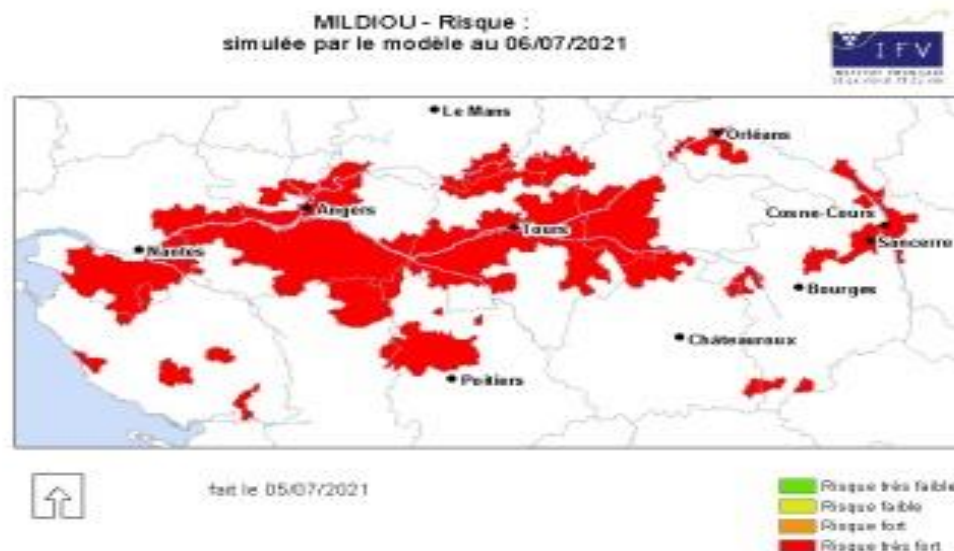 MILDIOU - Risque :
simulée par le modèle au 06/07/2021
IFV
Le Mans
Orléans
Angers
Cosne-Cours
Tours
Nantes
Sancerre
Bourges
Châteauroux
Poitiers
fait le 05/07/2021
Risque très faible
Risque faible
Risque fort
Risque très fort